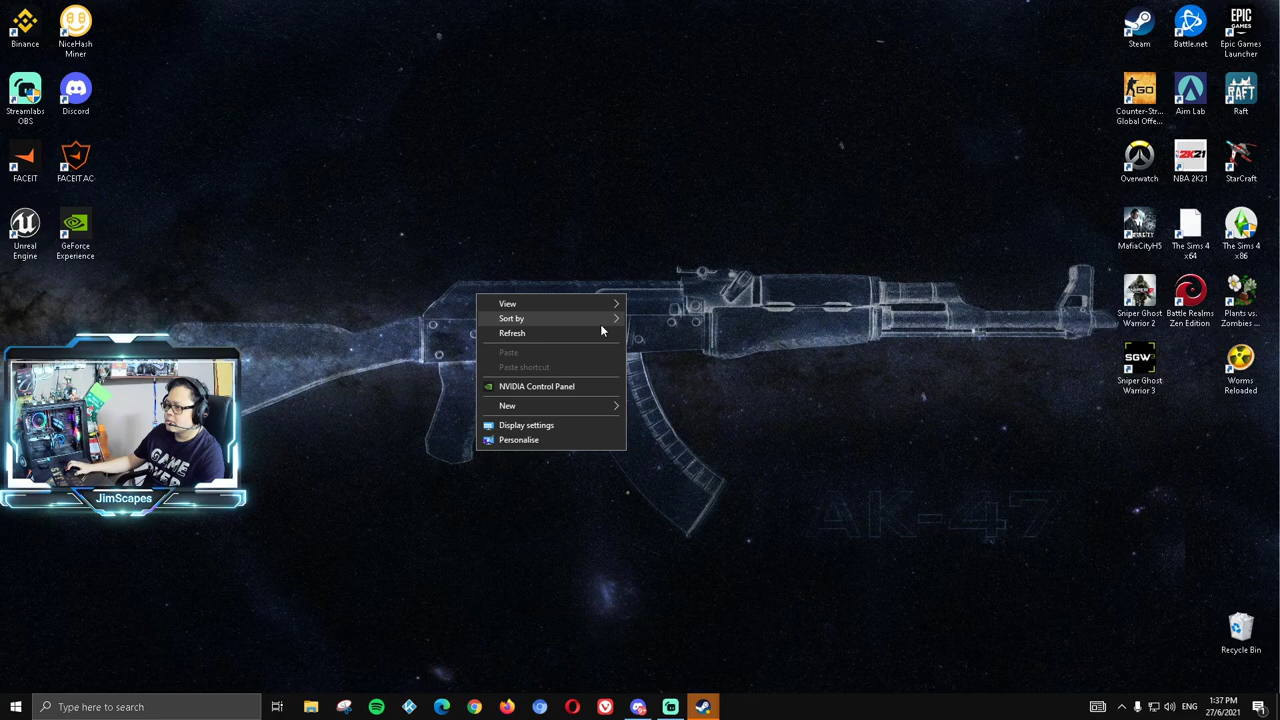 Binance
NiceHash
Miner
Streamlabs
OBS
Discord
FACEIT
FACEIT AC
Unreal
Engine
GeForce
Experience
Steam
Battle.net
EPIC
GAMES
Epic Games
Launcher
GO
Counter-Str...
Global Offe...
Aim Lab
RAFT
Raft
Overwatch
2K21
NBA 2K21
StarCraft
MafiaCityH5
The Sims 4
x64
The Sims 4
x86
Sniper Ghost
Warrior 2
Battle Realms
Zen Edition
Plants vs.
Zombies ...
SGW
Sniper Ghost
Warrior 3
Worms
Reloaded
View
Sort by
Refresh
Paste
Paste shortcut
NVIDIA Control Panel
New
Display settings
Personalise
GAME
OVER
JimScapes
AK-47
Recycle Bin
Type here to search
ENG
1:37 PM
27/6/2021